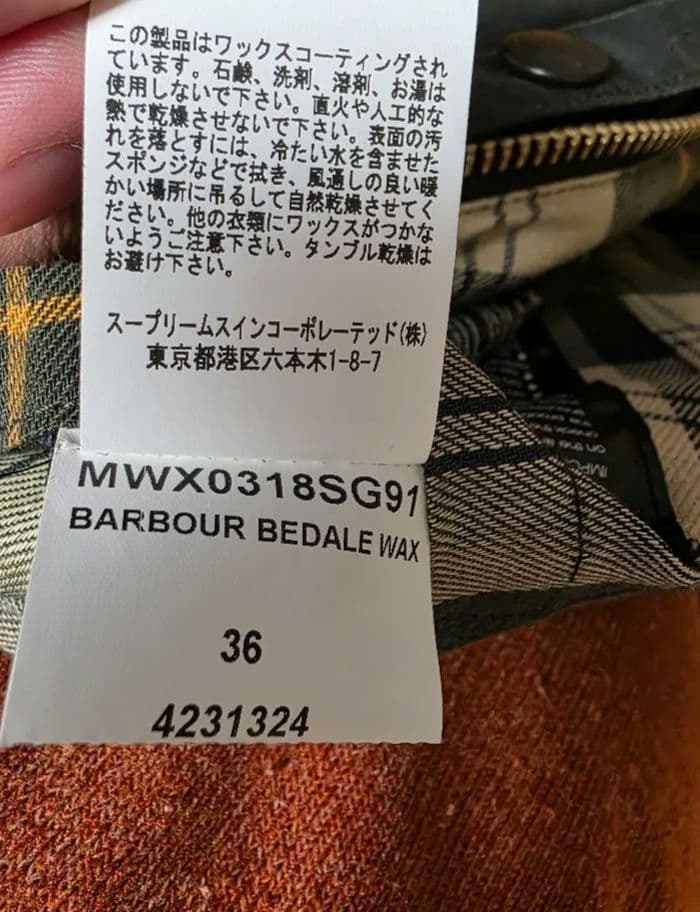 この製品はワックスコーティングされ
ています。石鹸、洗剤、溶剤、お湯は
使用しないで下さい。直火や人工的な
熱で乾燥させないで下さい。表面の汚
れを落とすには、冷たい水を含ませた
スポンジなどで拭き、風通しの良い暖
かい場所に吊るして自然乾燥させてく
ださい。他の衣類にワックスがつかな
いようご注意下さい。タンブル乾燥は
お避け下さい。
スープリームスインコーポレーテッド(株)
東京都港区六本木1-8-7
MWX0318SG91
BARBOUR BEDALE WAX
36
4231324